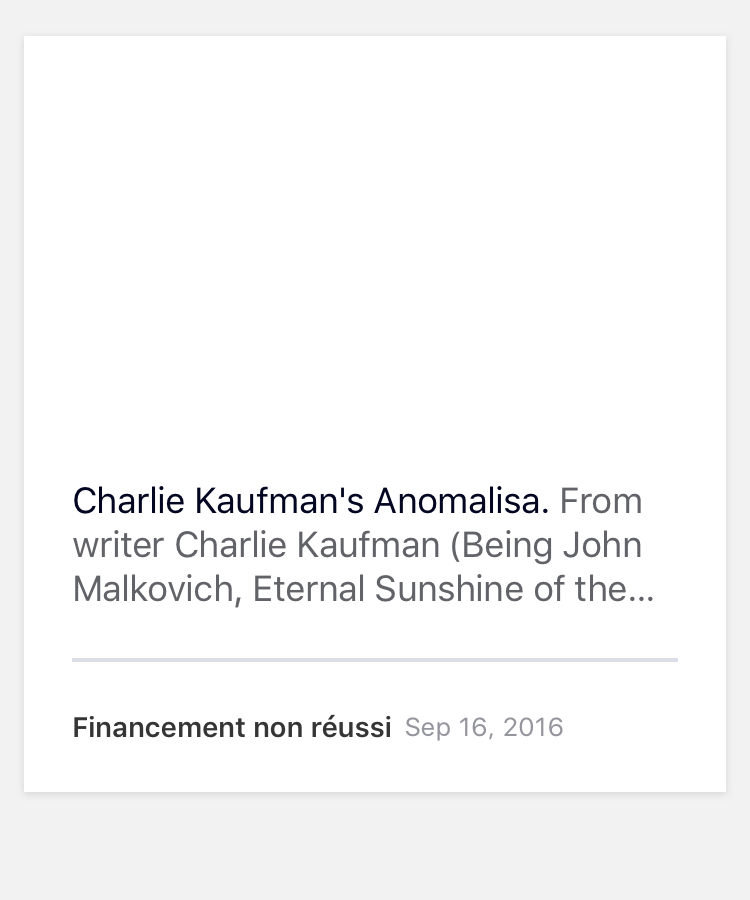 Charlie Kaufman's Anomalisa. From
writer Charlie Kaufman (Being John
Malkovich, Eternal Sunshine of the...
Financement non réussi Sep 16, 2016